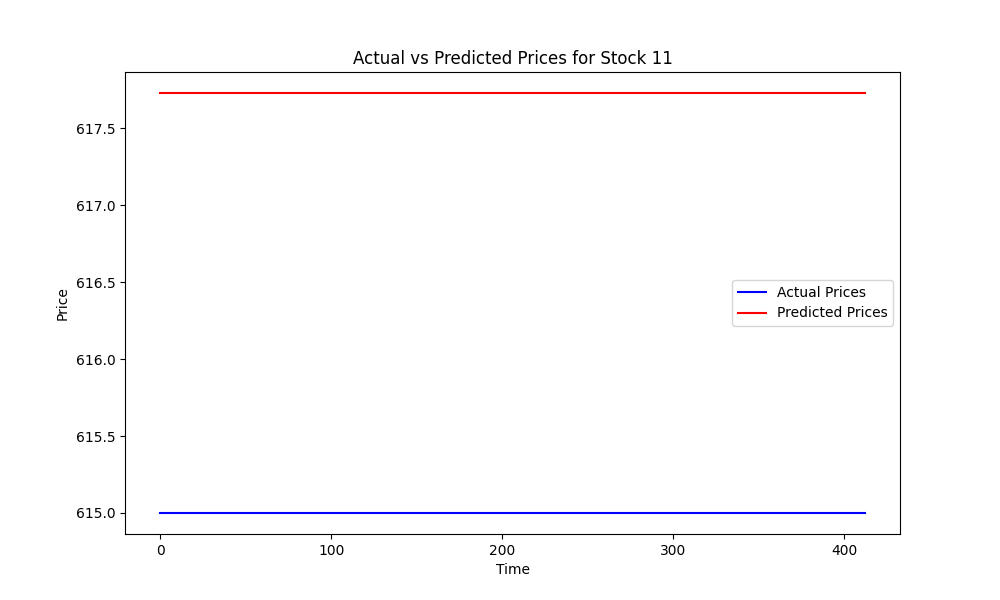 Actual vs Predicted Prices for Stock 11
617.5
617.0
616.5
616.0
615.5
615.0
Price
Actual Prices
Predicted Prices
0 100 200 300 400
Time